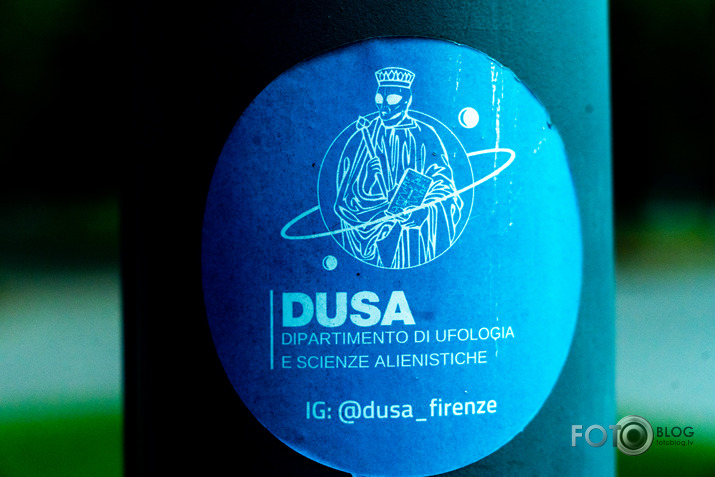 DUSA
DIPARTIMENTO DI UFOLOGIA
E SCIENZE ALIENISTICHE
IG: @dusa_firenze
FOTO BLOG
fotoblog.lv